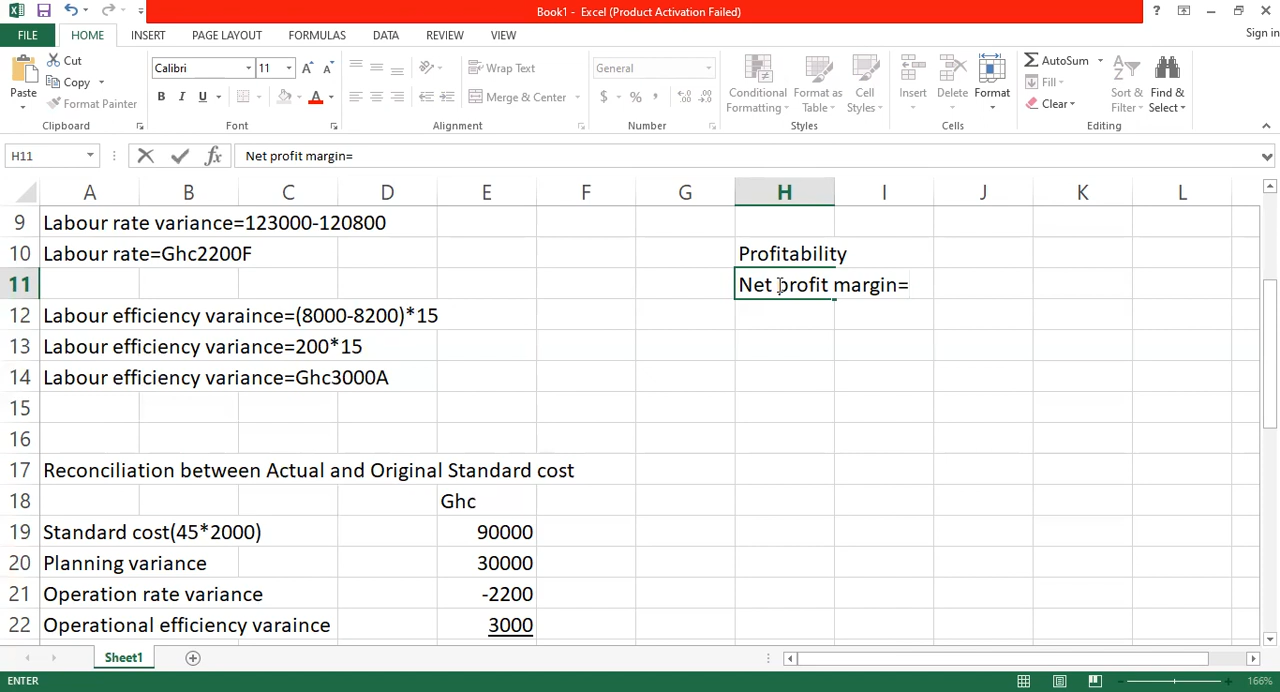 Book1 - Excel (Product Activation Failed)
FILE HOME INSERT PAGE LAYOUT FORMULAS DATA REVIEW VIEW Sign in
Paste Cut Copy Format Painter Clipboard
Calibri 11 B I U A Font
Wrap Text Merge & Center Alignment
General $ % , Number
Conditional Formatting Format as Table Cell Styles Styles
Insert Delete Format Cells
AutoSum Fill Clear Sort & Filter Find & Select Editing
H11 fx Net profit margin=
A B C D E F G H I J K L
9 Labour rate variance=123000-120800
10 Labour rate=Ghc2200F Profitability
11 Net profit margin=
12 Labour efficiency varaince=(8000-8200)*15
13 Labour efficiency variance=200*15
14 Labour efficiency variance=Ghc3000A
15
16
17 Reconciliation between Actual and Original Standard cost
18 Ghc
19 Standard cost(45*2000) 90000
20 Planning variance 30000
21 Operation rate variance -2200
22 Operational efficiency varaince 3000
Sheet1
ENTER 166%